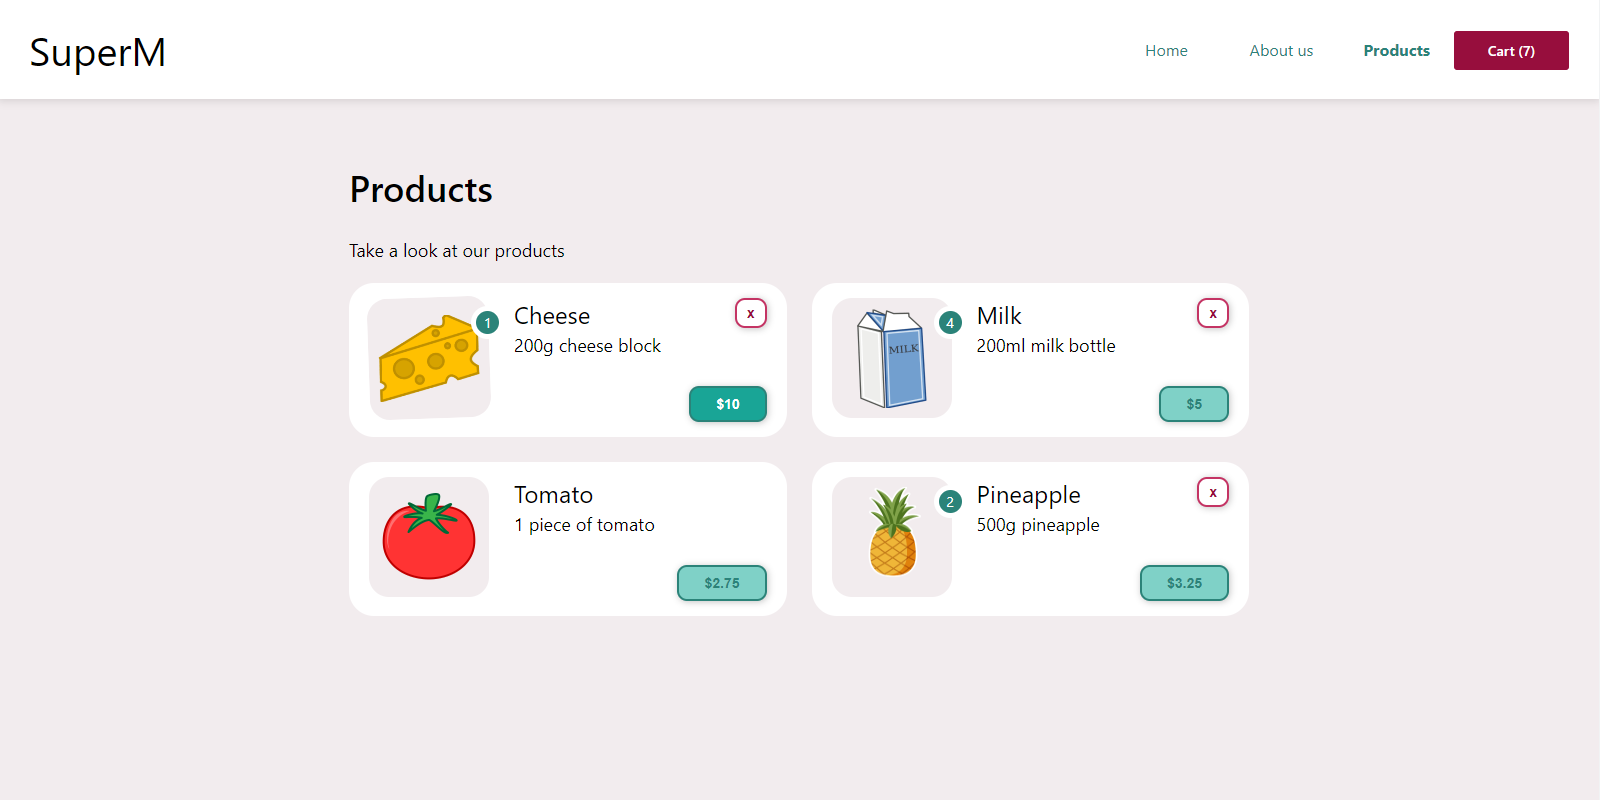 SuperM
Home
About us
Products
Cart (7)
Products
Take a look at our products
1
Cheese
x
200g cheese block
$10
4
MILK
Milk
x
200ml milk bottle
$5
Tomato
1 piece of tomato
$2.75
2
Pineapple
x
500g pineapple
$3.25